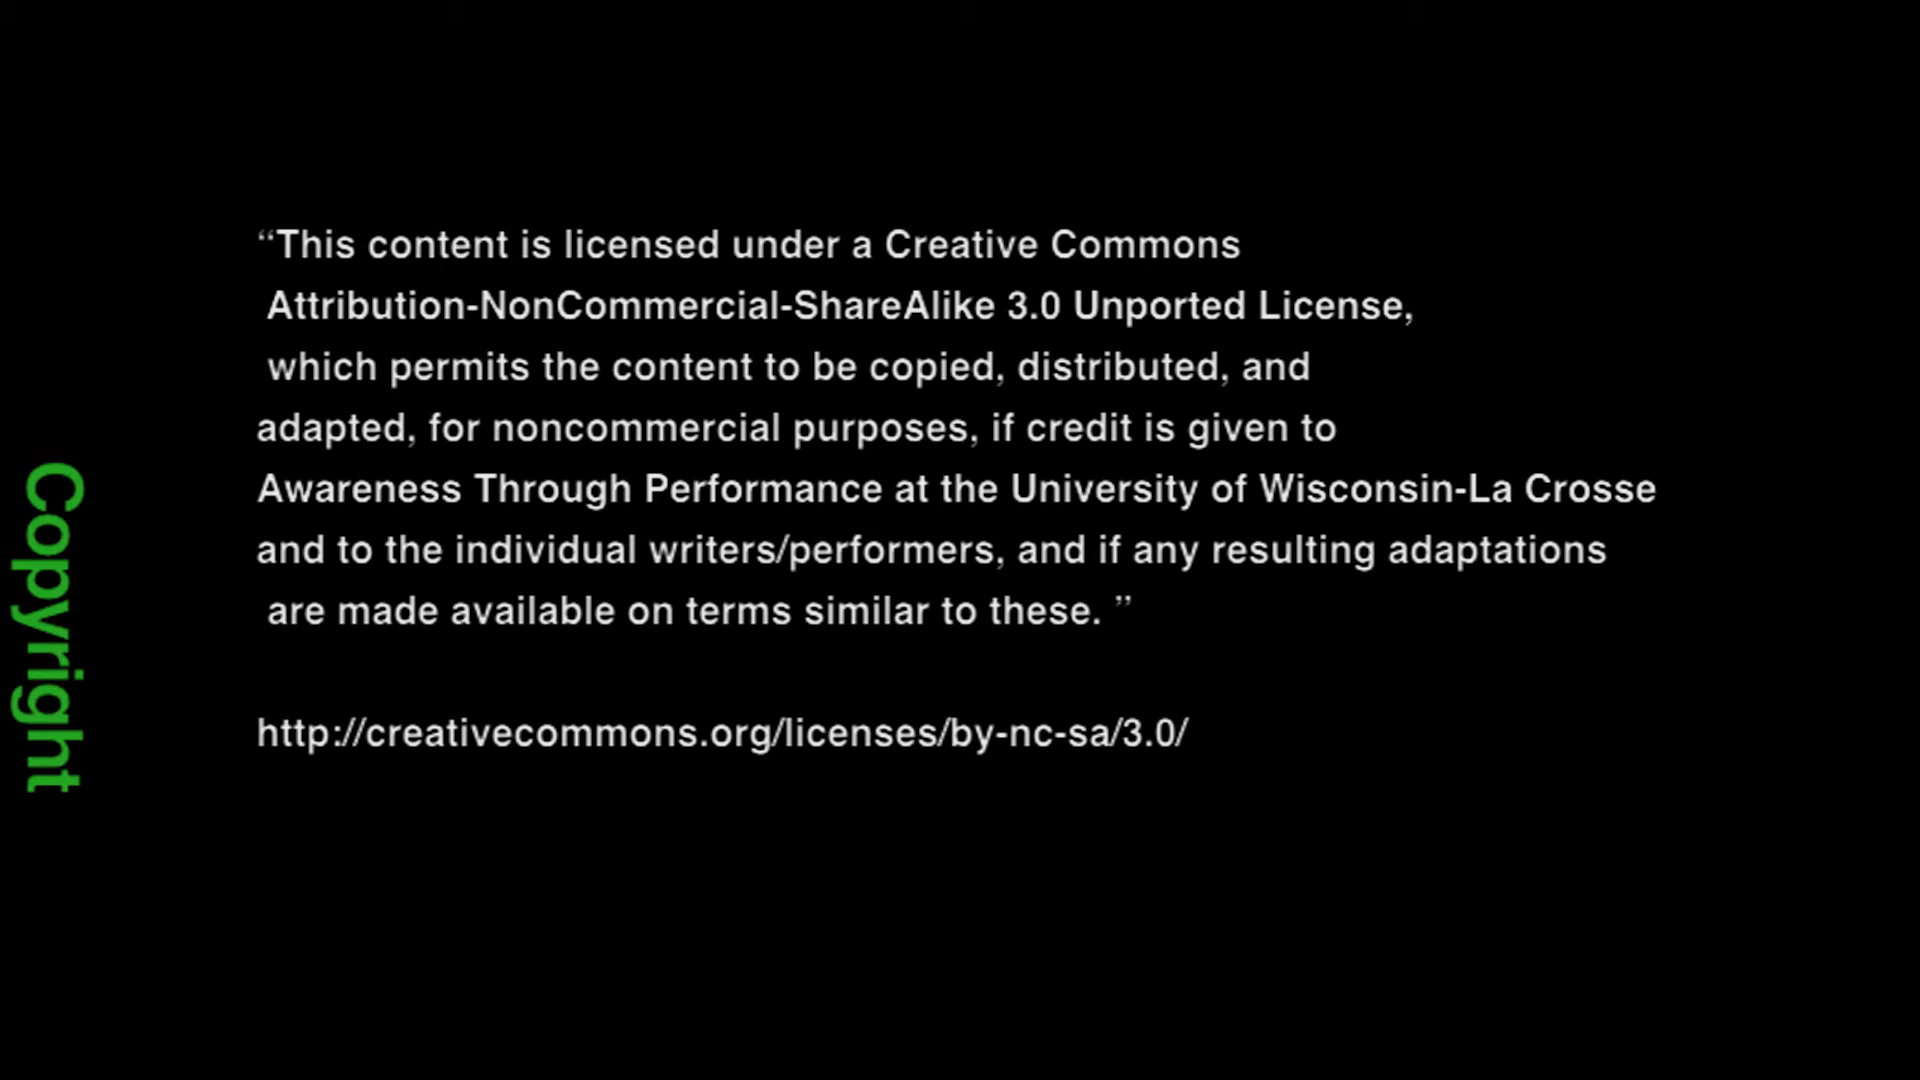 “This content is licensed under a Creative Commons
Attribution-NonCommercial-ShareAlike 3.0 Unported License,
which permits the content to be copied, distributed, and
adapted, for noncommercial purposes, if credit is given to
Awareness Through Performance at the University of Wisconsin-La Crosse
and to the individual writers/performers, and if any resulting adaptations
are made available on terms similar to these. ”
http://creativecommons.org/licenses/by-nc-sa/3.0/
Copyright